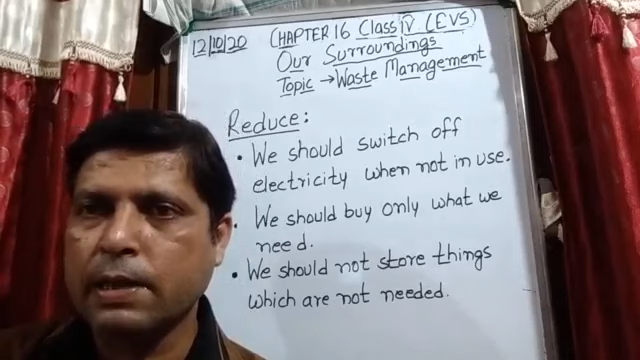 12/10/20
CHAPTER 16 Class IV (EVS)
Our Surroundings
Topic → Waste Management
Reduce:
• We should switch off
electricity when not in use.
• We should buy only what we
need.
• We should not store things
which are not needed.